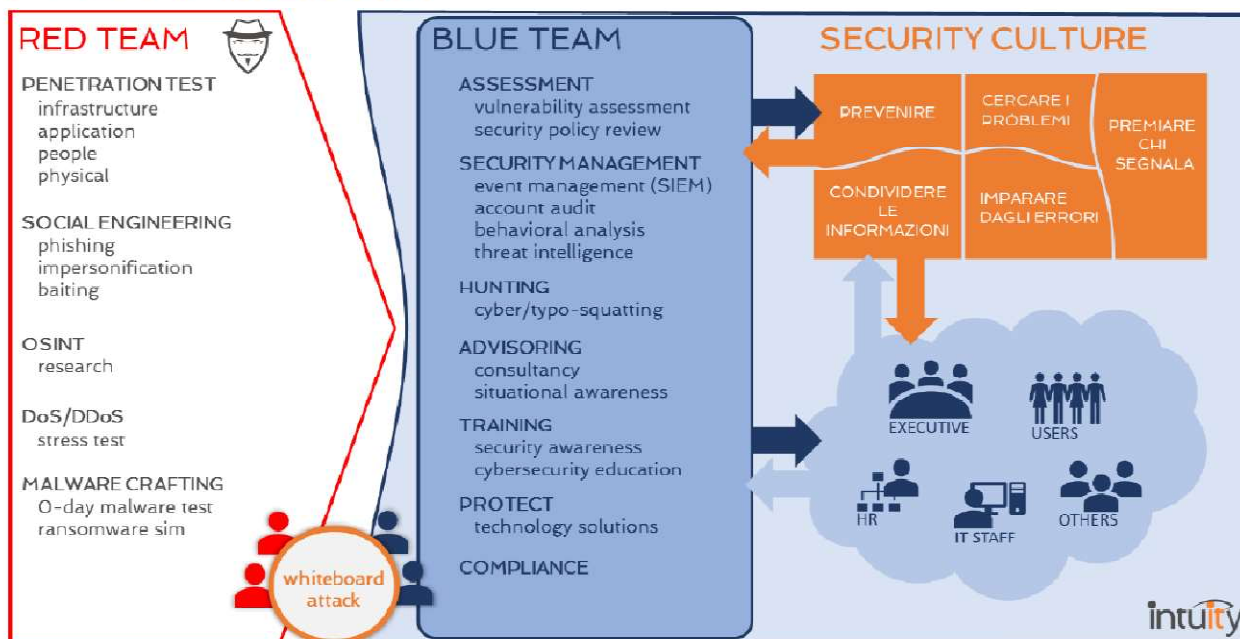 RED TEAM
PENETRATION TEST
infrastructure
application
people
physical
SOCIAL ENGINEERING
phishing
impersonification
baiting
OSINT
research
DoS/DDoS
stress test
MALWARE CRAFTING
0-day malware test
ransomware sim
whiteboard
attack
BLUE TEAM
ASSESSMENT
vulnerability assessment
security policy review
SECURITY MANAGEMENT
event management (SIEM)
account audit
behavioral analysis
threat intelligence
HUNTING
cyber/typo-squatting
ADVISORING
consultancy
situational awareness
TRAINING
security awareness
cybersecurity education
PROTECT
technology solutions
COMPLIANCE
SECURITY CULTURE
PREVENIRE
CERCARE I
PROBLEMI
PREMIARE
CHI
SEGNALA
CONDIVIDERE
LE
INFORMAZIONI
IMPARARE
DAGLI ERRORI
EXECUTIVE
USERS
HR
IT STAFF
OTHERS
intuity